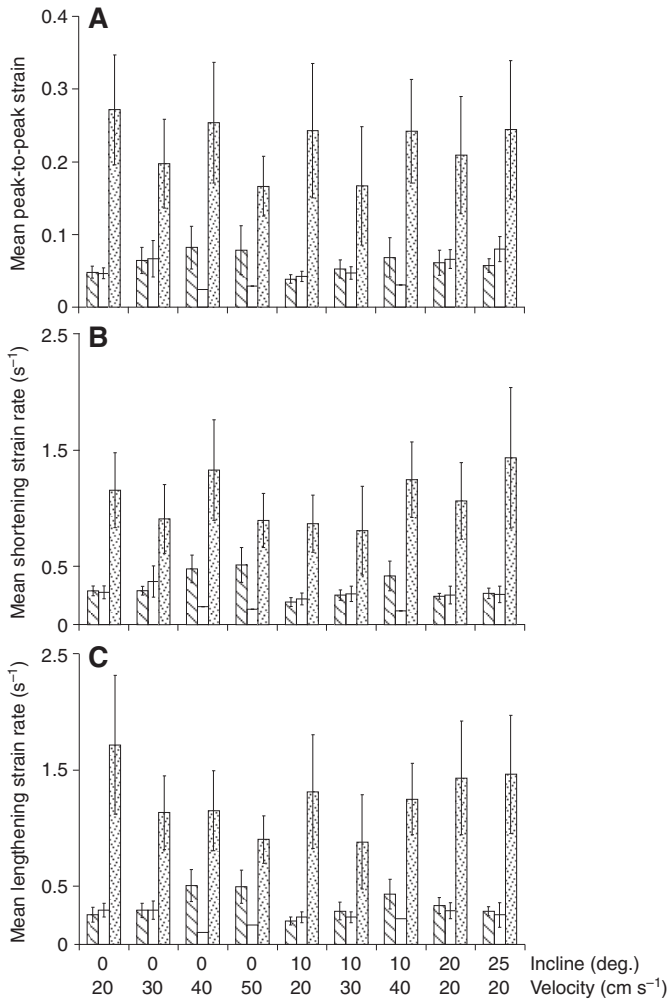 A
0.4
0.3
0.2
0.1
0
Mean peak-to-peak strain
B
2.5
1.5
0.5
0
Mean shortening strain rate (s⁻¹)
C
2.5
1.5
0.5
0
Mean lengthening strain rate (s⁻¹)
0 0 0 0 10 10 10 20 25 Incline (deg.)
20 30 40 50 20 30 40 20 20 Velocity (cm s⁻¹)